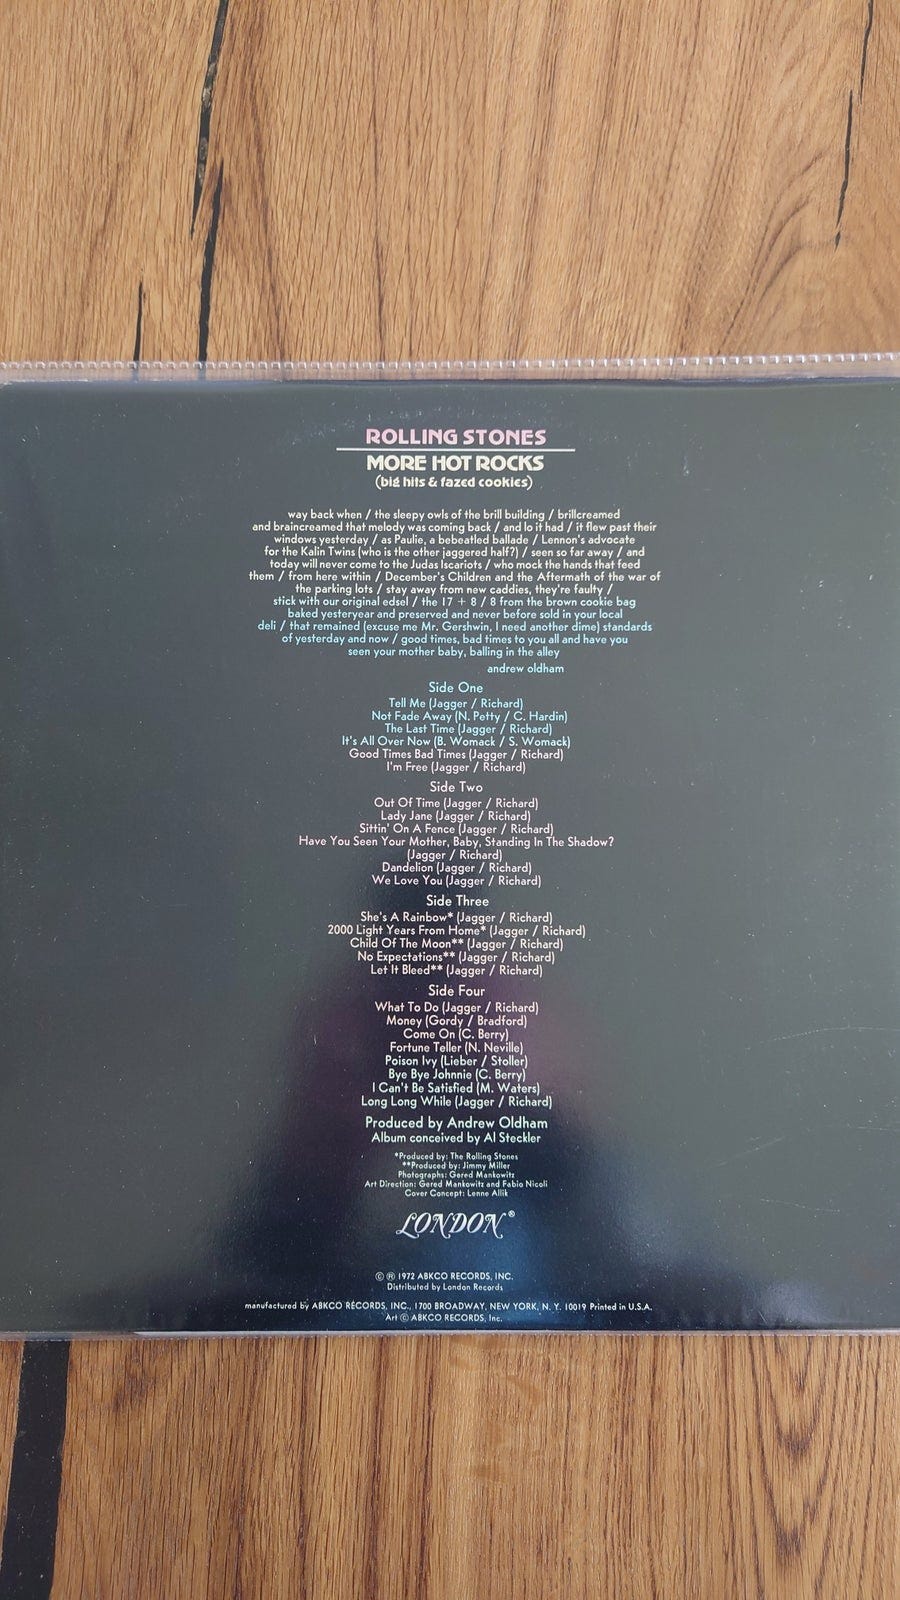 ROLLING STONES
MORE HOT ROCKS
(big hits & fazed cookies)
way back when / the sleepy owls of the brill building / brillcreamed
and braincreamed that melody was coming back / and lo it had / it flew past their
windows yesterday / as Paulie, a bebeatled ballade / Lennon's advocate
for the Kalin Twins (who is the other jaggered half?) / seen so far away / and
today will never come to the Judas Iscariots / who mock the hands that feed
them / from here within / December's Children and the Aftermath of the war of
the parking lots / stay away from new caddies, they're faulty /
stick with our original edsel / the 17 + 8 / 8 from the brown cookie bag
baked yesteryear and preserved and never before sold in your local
deli / that remained (excuse me Mr. Gershwin, I need another dime) standards
of yesterday and now / good times, bad times to you all and have you
seen your mother baby, balling in the alley
andrew oldham
Side One
Tell Me (Jagger / Richard)
Not Fade Away (N. Petty / C. Hardin)
The Last Time (Jagger / Richard)
It's All Over Now (B. Womack / S. Womack)
Good Times Bad Times (Jagger / Richard)
I'm Free (Jagger / Richard)
Side Two
Out Of Time (Jagger / Richard)
Lady Jane (Jagger / Richard)
Sittin' On A Fence (Jagger / Richard)
Have You Seen Your Mother, Baby, Standing In The Shadow?
(Jagger / Richard)
Dandelion (Jagger / Richard)
We Love You (Jagger / Richard)
Side Three
She's A Rainbow* (Jagger / Richard)
2000 Light Years From Home* (Jagger / Richard)
Child Of The Moon** (Jagger / Richard)
No Expectations** (Jagger / Richard)
Let It Bleed** (Jagger / Richard)
Side Four
What To Do (Jagger / Richard)
Money (Gordy / Bradford)
Come On (C. Berry)
Fortune Teller (N. Neville)
Poison Ivy (Lieber / Stoller)
Bye Bye Johnnie (C. Berry)
I Can't Be Satisfied (M. Waters)
Long Long While (Jagger / Richard)
Produced by Andrew Oldham
Album conceived by Al Steckler
*Produced by: The Rolling Stones
**Produced by: Jimmy Miller
Photographs: Gered Mankowitz
Art Direction: Gered Mankowitz and Fabio Nicoli
Cover Concept: Lenne Allik
LONDON®
© ℗ 1972 ABKCO RECORDS, INC.
Distributed by London Records
manufactured by ABKCO RECORDS, INC., 1700 BROADWAY, NEW YORK, N. Y. 10019 Printed in U.S.A.
Art © ABKCO RECORDS, Inc.